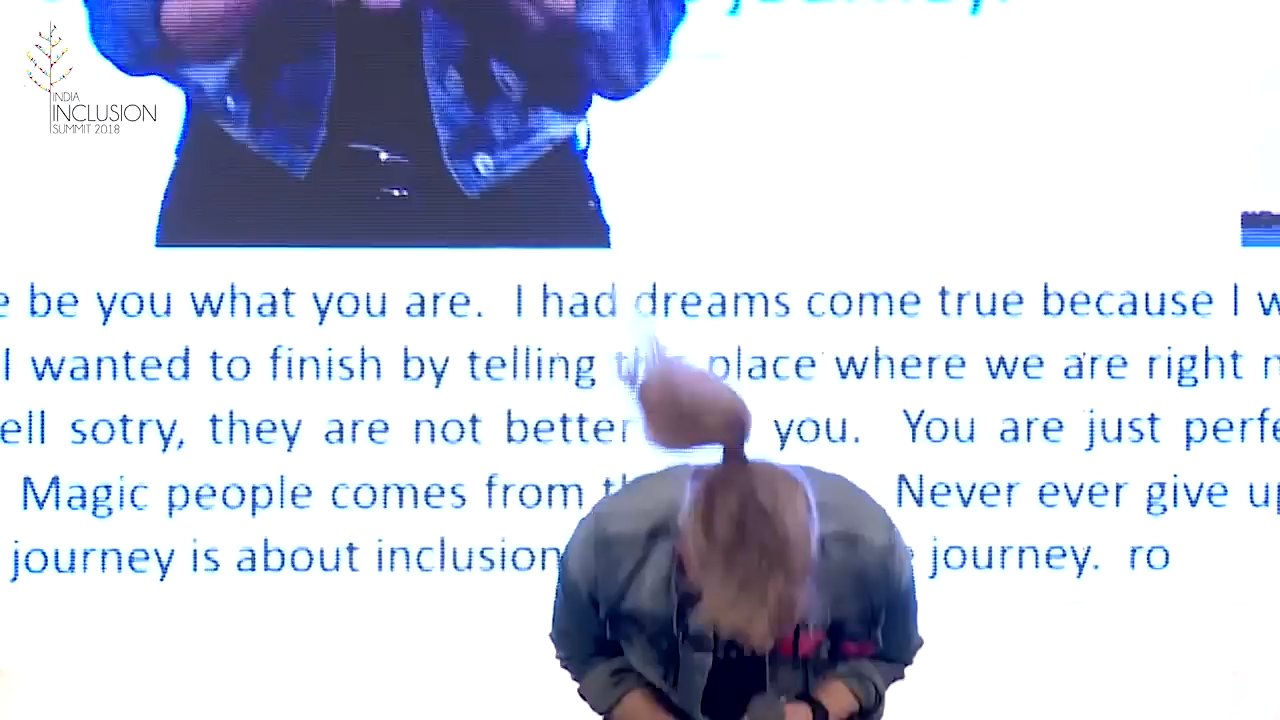 journey.
INDIA
INCLUSION
SUMMIT 2018
be you what you are. I had dreams come true because I
I wanted to finish by telling place where we are right
sotry, they are not better you. You are just
Magic people comes from Never ever give
journey is about inclusion journey. ro